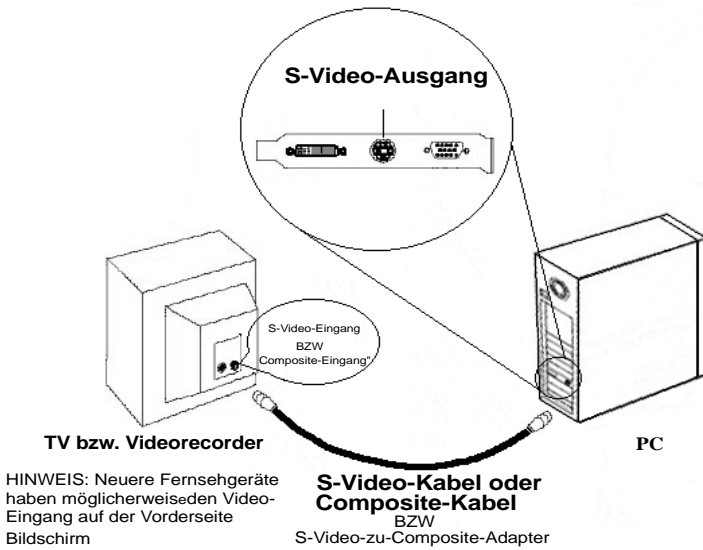 S-Video-Ausgang
S-Video-Eingang
BZW
Composite-Eingang"
TV bzw. Videorecorder
PC
HINWEIS: Neuere Fernsehgeräte
haben möglicherweiseden Video-
Eingang auf der Vorderseite
Bildschirm
S-Video-Kabel oder
Composite-Kabel
BZW
S-Video-zu-Composite-Adapter